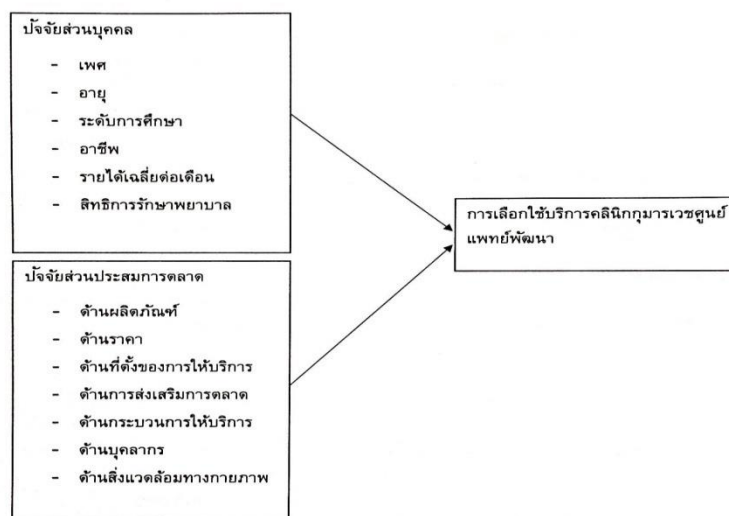 ปัจจัยส่วนบุคคล
- เพศ
- อายุ
- ระดับการศึกษา
- อาชีพ
- รายได้เฉลี่ยต่อเดือน
- สิทธิการรักษาพยาบาล
การเลือกใช้บริการคลินิกกุมารเวชศูนย์
แพทย์พัฒนา
ปัจจัยส่วนประสมการตลาด
- ด้านผลิตภัณฑ์
- ด้านราคา
- ด้านที่ตั้งของการให้บริการ
- ด้านการส่งเสริมการตลาด
- ด้านกระบวนการให้บริการ
- ด้านบุคลากร
- ด้านสิ่งแวดล้อมทางกายภาพ